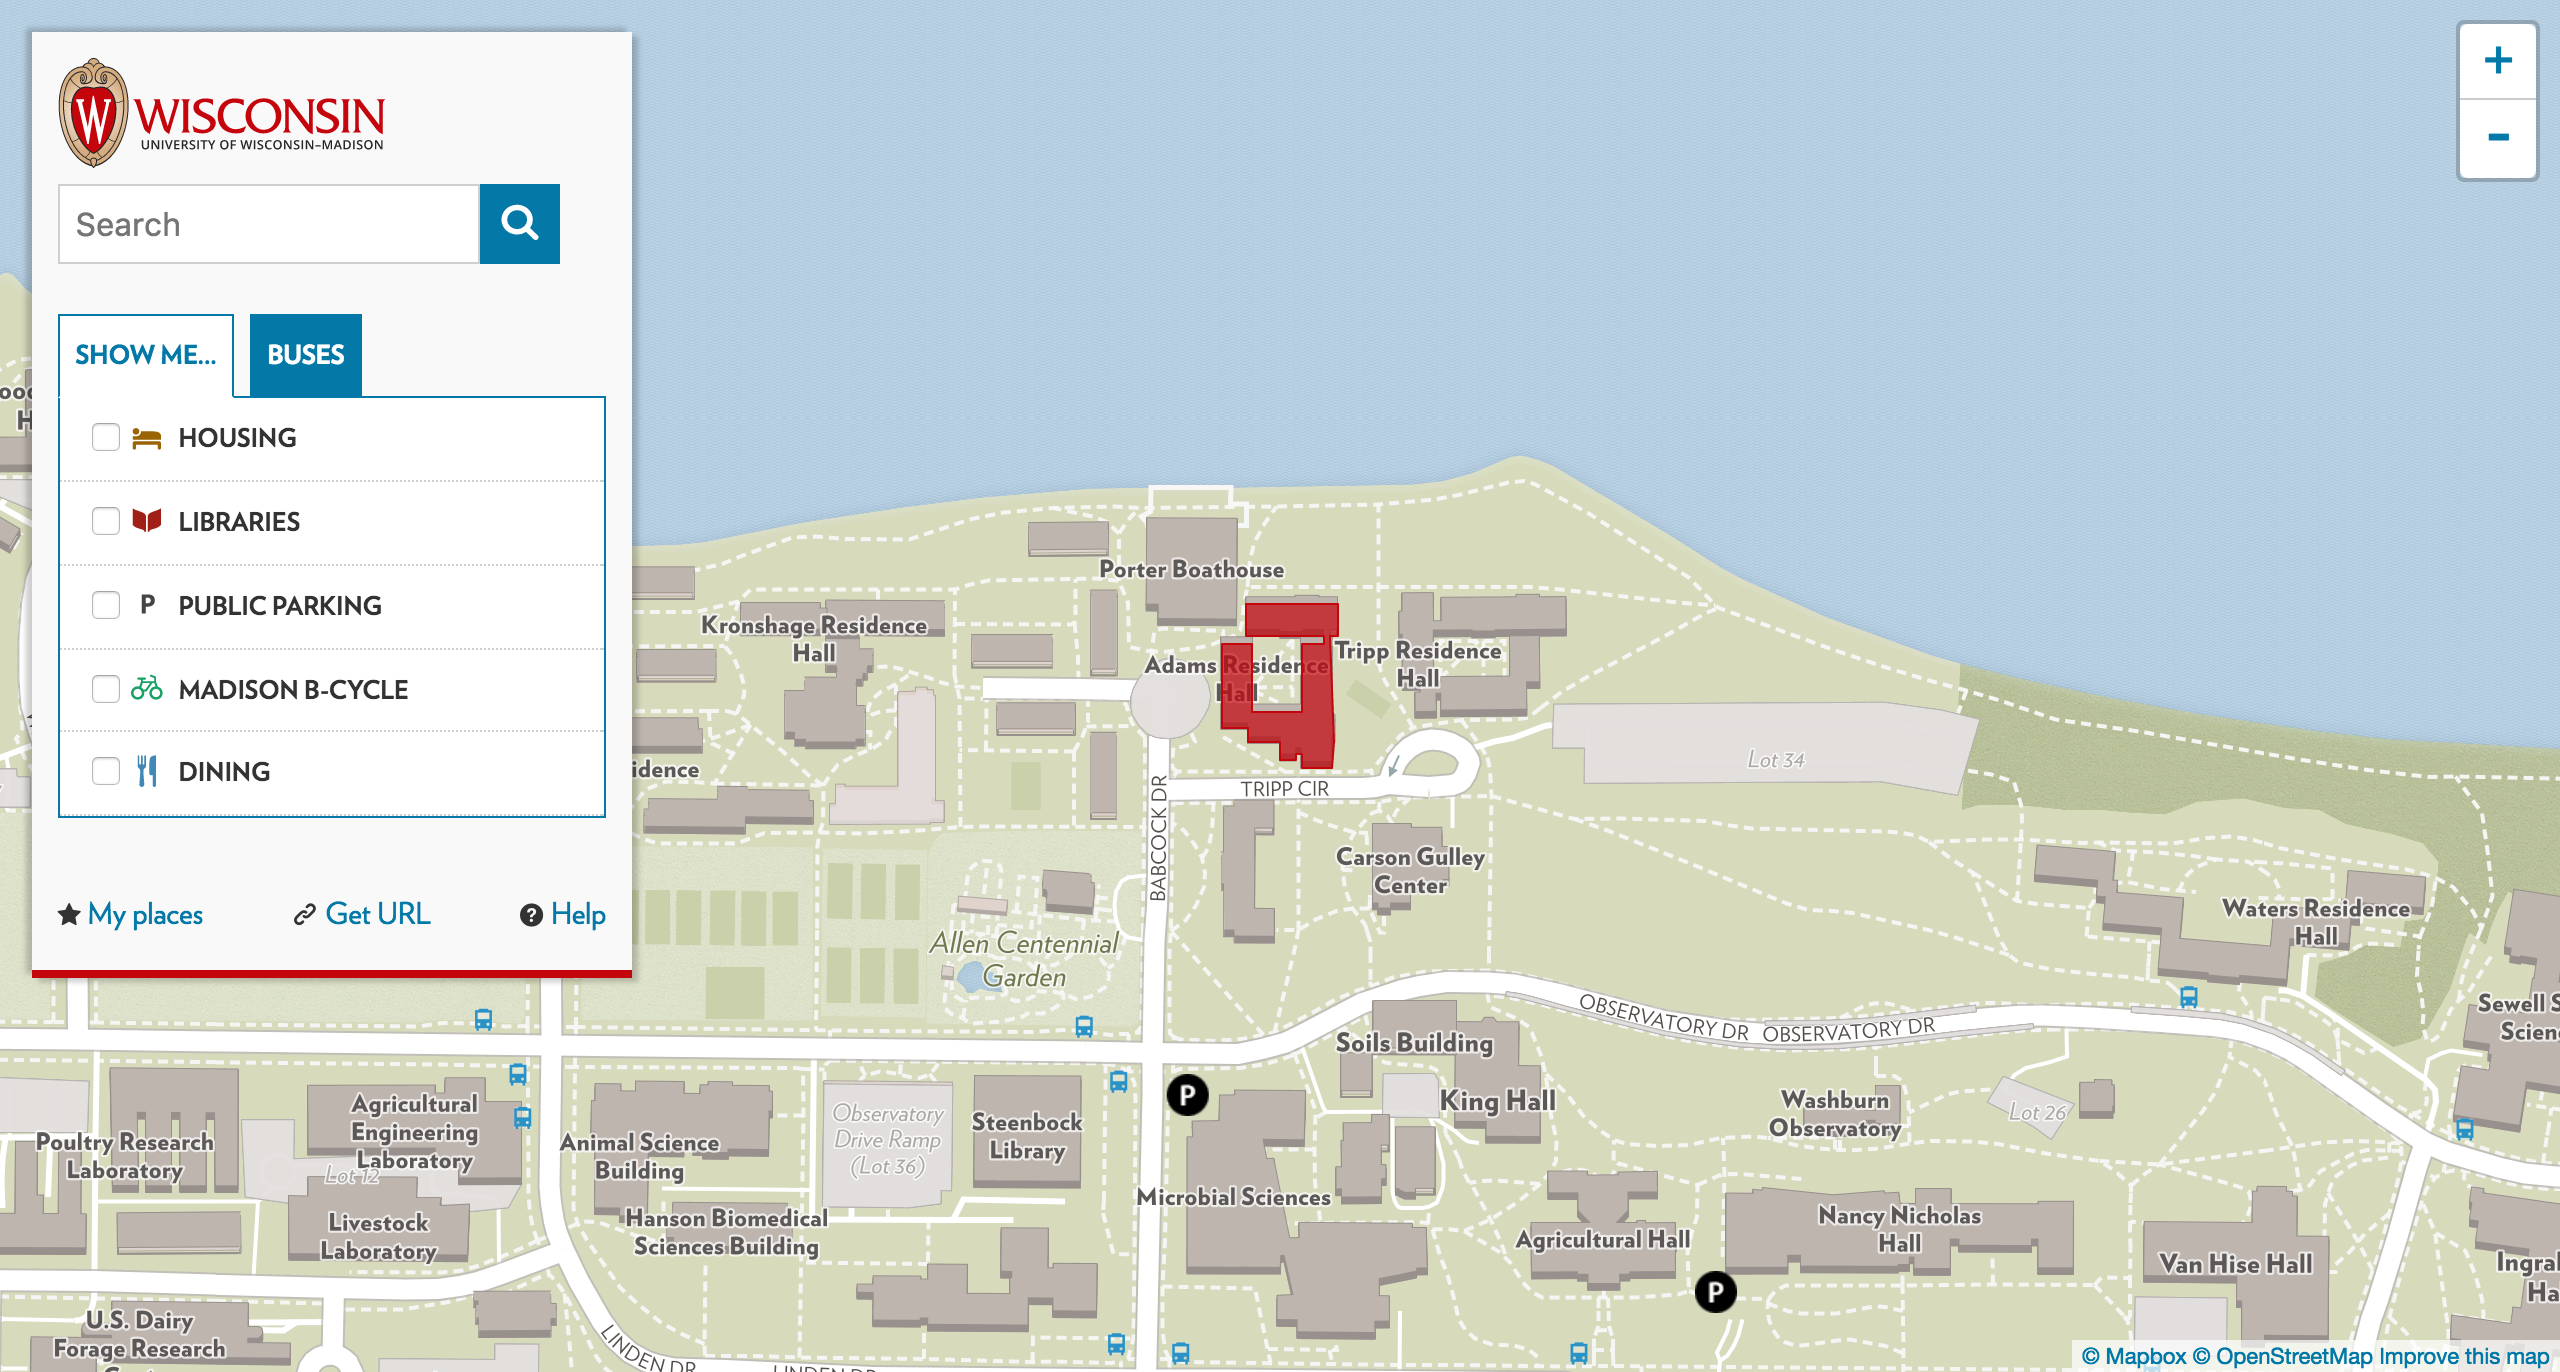 W
WISCONSIN
UNIVERSITY OF WISCONSIN–MADISON
Search
SHOW ME...
BUSES
HOUSING
LIBRARIES
P PUBLIC PARKING
MADISON B-CYCLE
DINING
My places
Get URL
? Help
+
-
Porter Boathouse
Kronshage Residence
Hall
Adams Residence
Hall
Tripp Residence
Hall
idence
Lot 34
TRIPP CIR
BABCOCK DR
Carson Gulley
Center
Allen Centennial
Garden
Waters Residence
Hall
Sewell S
Scien
OBSERVATORY DR
OBSERVATORY DR
Soils Building
King Hall
P
Washburn
Observatory
Lot 26
Poultry Research
Laboratory
Agricultural
Engineering
Laboratory
Lot 12
Animal Science
Building
Observatory
Drive Ramp
(Lot 36)
Steenbock
Library
Microbial Sciences
Livestock
Laboratory
Hanson Biomedical
Sciences Building
Agricultural Hall
Nancy Nicholas
Hall
Van Hise Hall
Ingral
Ha
P
U.S. Dairy
Forage Research
LINDEN DR
LINDEN DR
© Mapbox © OpenStreetMap Improve this map